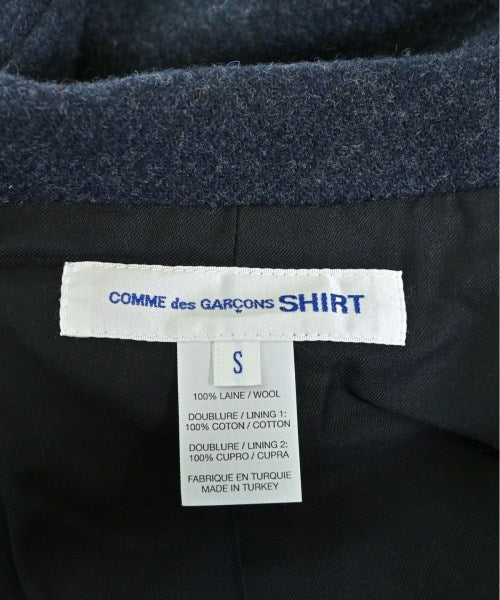 COMME des GARÇONS SHIRT
S
100% LAINE / WOOL
DOUBLURE / LINING 1:
100% COTON / COTTON
DOUBLURE / LINING 2:
100% CUPRO / CUPRA
FABRIQUE EN TURQUIE
MADE IN TURKEY